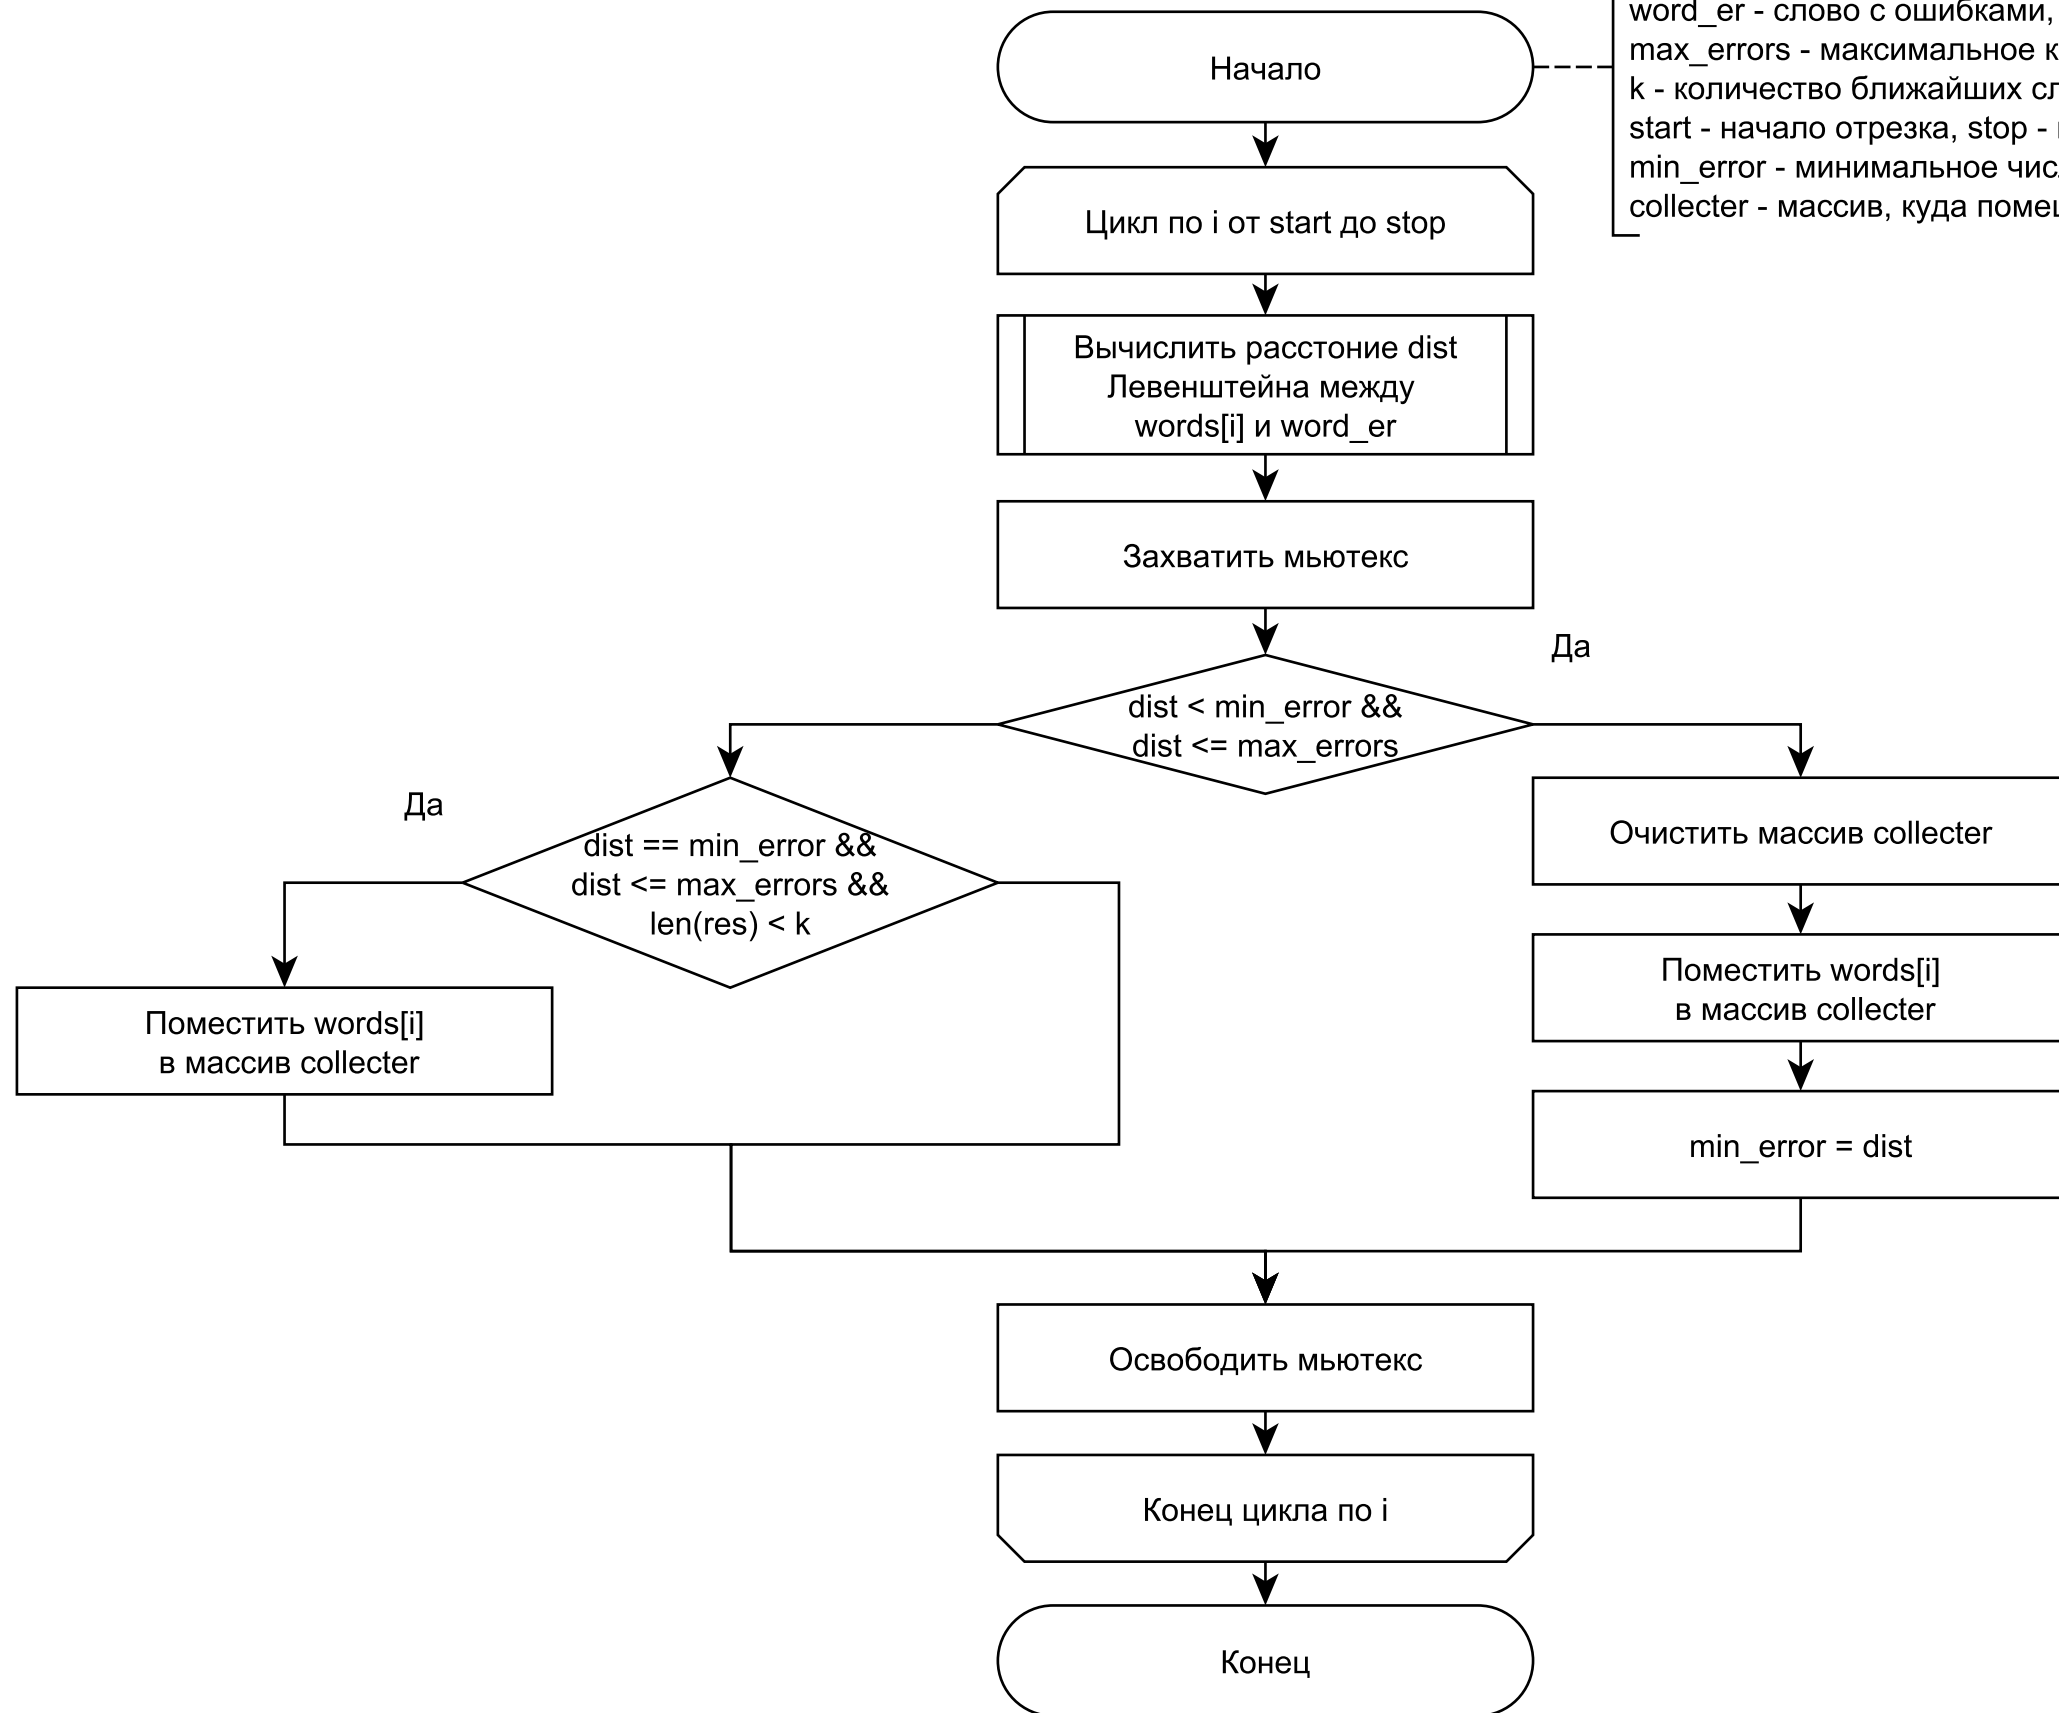 word_er - слово с ошибками,
max_errors - максимальное
k - количество ближайших
start - начало отрезка, stop -
min_error - минимальное
collecter - массив, куда
Начало
Цикл по i от start до stop
Вычислить расстоние dist
Левенштейна между
words[i] и word_er
Захватить мьютекс
Да
dist < min_error &&
dist <= max_errors
Да
dist == min_error &&
dist <= max_errors &&
len(res) < k
Очистить массив collecter
Поместить words[i]
в массив collecter
Поместить words[i]
в массив collecter
min_error = dist
Освободить мьютекс
Конец цикла по i
Конец